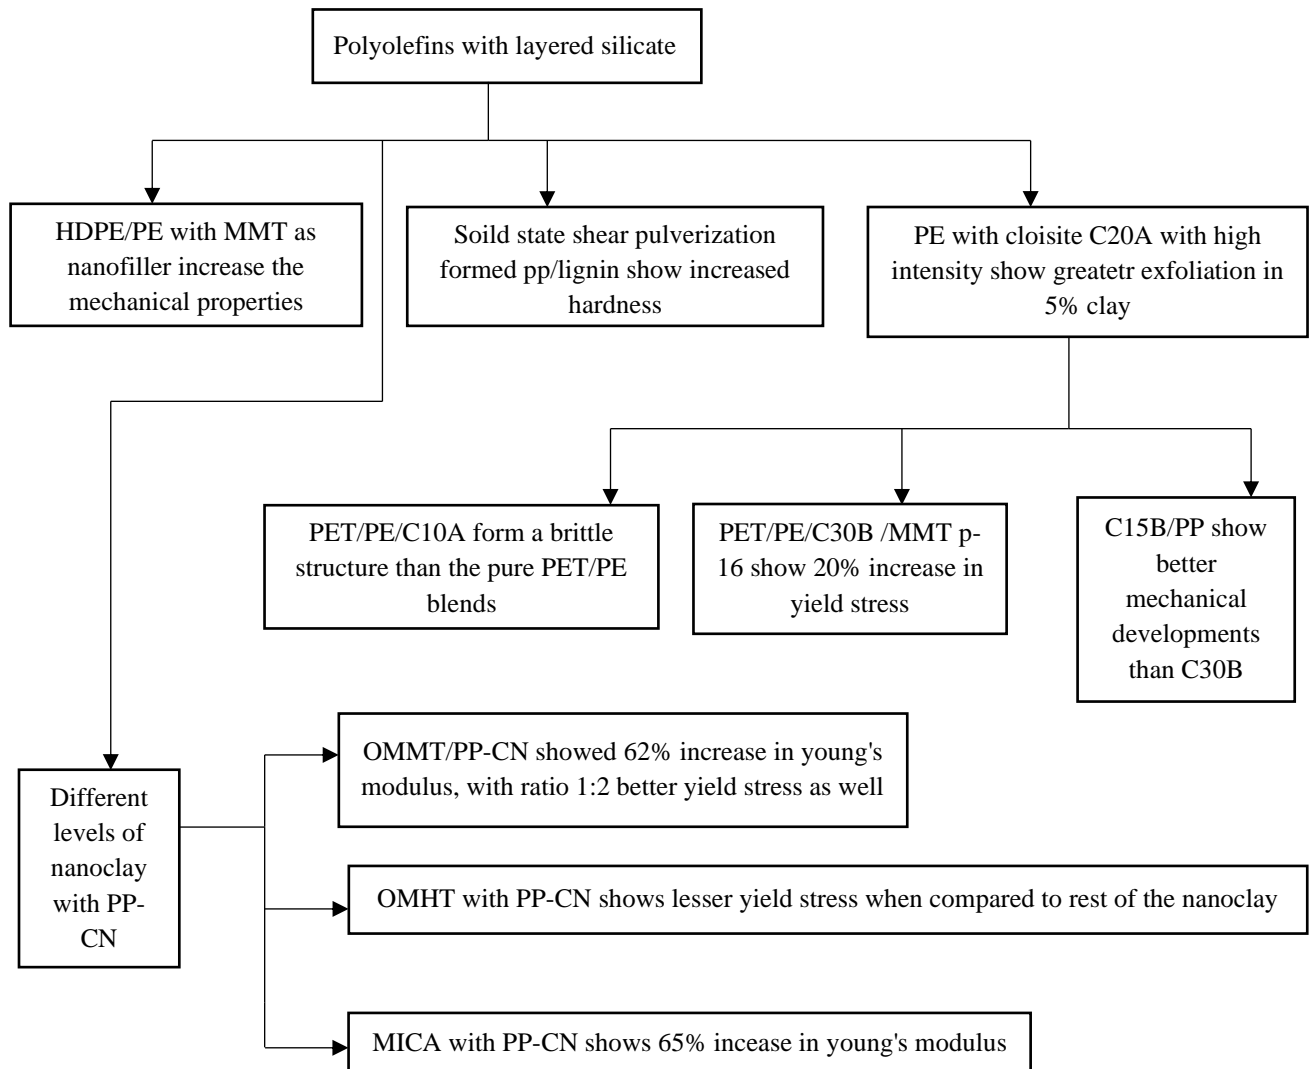 Polyolefins with layered silicate
HDPE/PE with MMT as
nanofiller increase the
mechanical properties
Soild state shear pulverization
formed pp/lignin show increased
hardness
PE with cloisite C20A with high
intensity show greatetr exfoliation in
5% clay
PET/PE/C10A form a brittle
structure than the pure PET/PE
blends
PET/PE/C30B /MMT p-
16 show 20% increase in
yield stress
C15B/PP show
better
mechanical
developments
than C30B
Different
levels of
nanoclay
with PP-
CN
OMMT/PP-CN showed 62% increase in young's
modulus, with ratio 1:2 better yield stress as well
OMHT with PP-CN shows lesser yield stress when compared to rest of the nanoclay
MICA with PP-CN shows 65% incease in young's modulus